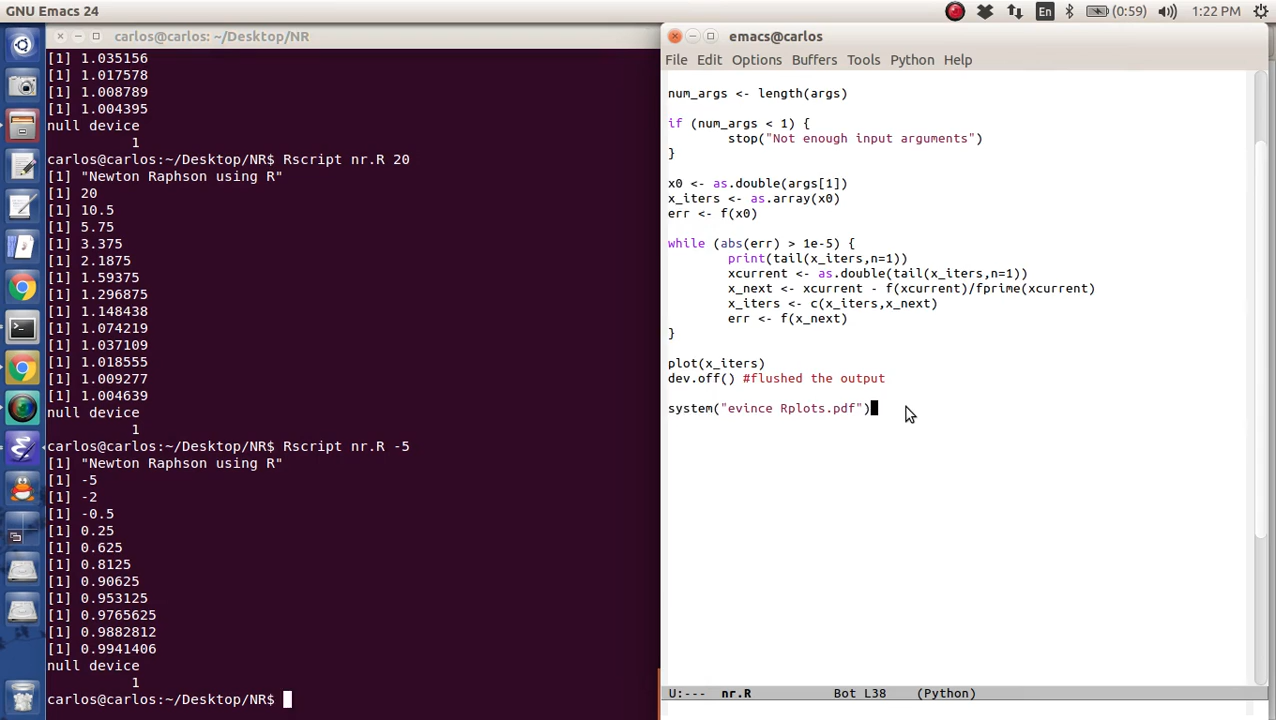 GNU Emacs 24
En
(0:59)
1:22 PM
carlos@carlos: ~/Desktop/NR
[1] 1.035156
[1] 1.017578
[1] 1.008789
[1] 1.004395
null device
1
carlos@carlos:~/Desktop/NR$ Rscript nr.R 20
[1] "Newton Raphson using R"
[1] 20
[1] 10.5
[1] 5.75
[1] 3.375
[1] 2.1875
[1] 1.59375
[1] 1.296875
[1] 1.148438
[1] 1.074219
[1] 1.037109
[1] 1.018555
[1] 1.009277
[1] 1.004639
null device
1
carlos@carlos:~/Desktop/NR$ Rscript nr.R -5
[1] "Newton Raphson using R"
[1] -5
[1] -2
[1] -0.5
[1] 0.25
[1] 0.625
[1] 0.8125
[1] 0.90625
[1] 0.953125
[1] 0.9765625
[1] 0.9882812
[1] 0.9941406
null device
1
carlos@carlos:~/Desktop/NR$
emacs@carlos
File Edit Options Buffers Tools Python Help
num_args <- length(args)
if (num_args < 1) {
stop("Not enough input arguments")
}
x0 <- as.double(args[1])
x_iters <- as.array(x0)
err <- f(x0)
while (abs(err) > 1e-5) {
print(tail(x_iters,n=1))
xcurrent <- as.double(tail(x_iters,n=1))
x_next <- xcurrent - f(xcurrent)/fprime(xcurrent)
x_iters <- c(x_iters,x_next)
err <- f(x_next)
}
plot(x_iters)
dev.off() #flushed the output
system("evince Rplots.pdf")
U:--- nr.R Bot L38 (Python)